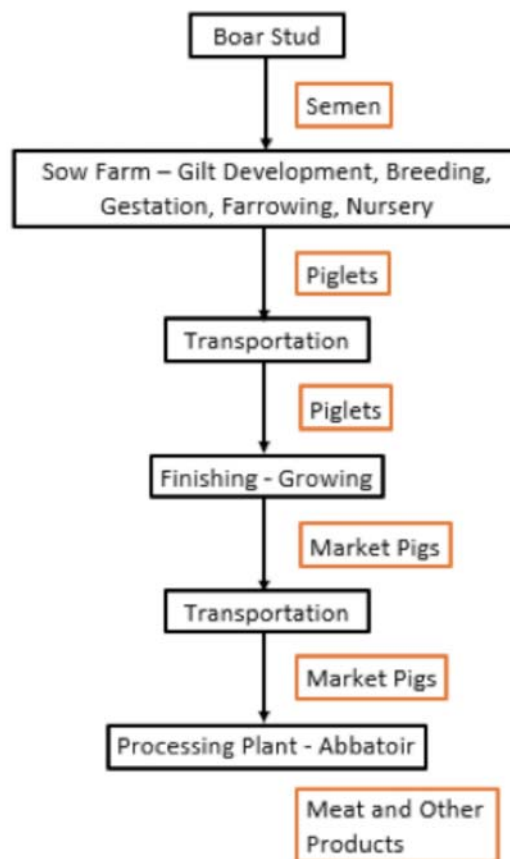 Boar Stud
Semen
Sow Farm – Gilt Development, Breeding,
Gestation, Farrowing, Nursery
Piglets
Transportation
Piglets
Finishing - Growing
Market Pigs
Transportation
Market Pigs
Processing Plant - Abbatoir
Meat and Other
Products